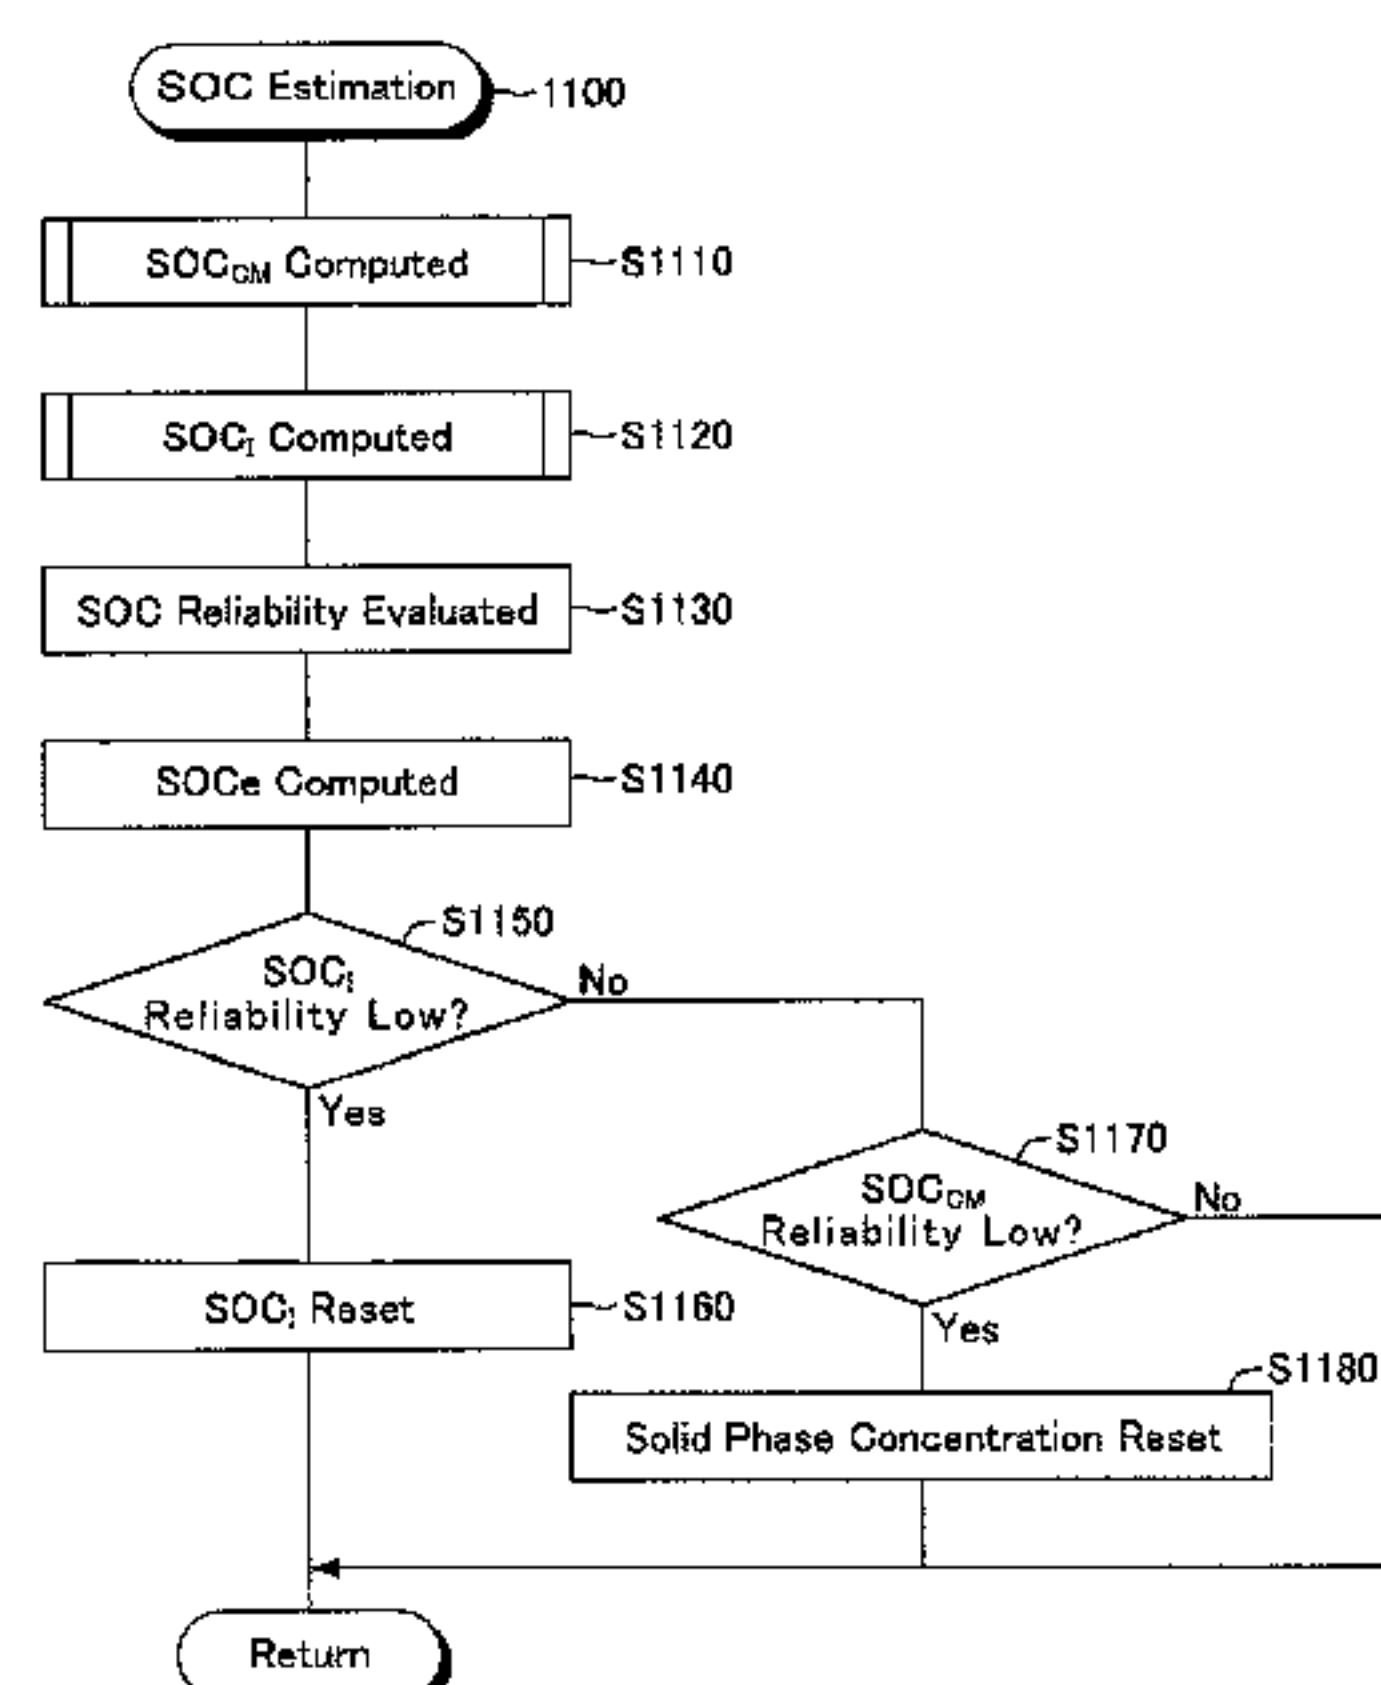 SOC Estimation
1100
SOC_CM Computed
S1110
SOC_I Computed
S1120
SOC Reliability Evaluated
S1130
SOCe Computed
S1140
S1150
SOC_I
Reliability Low?
No
Yes
S1170
SOC_CM
Reliability Low?
No
Yes
SOC_I Reset
S1160
S1180
Solid Phase Concentration Reset
Return